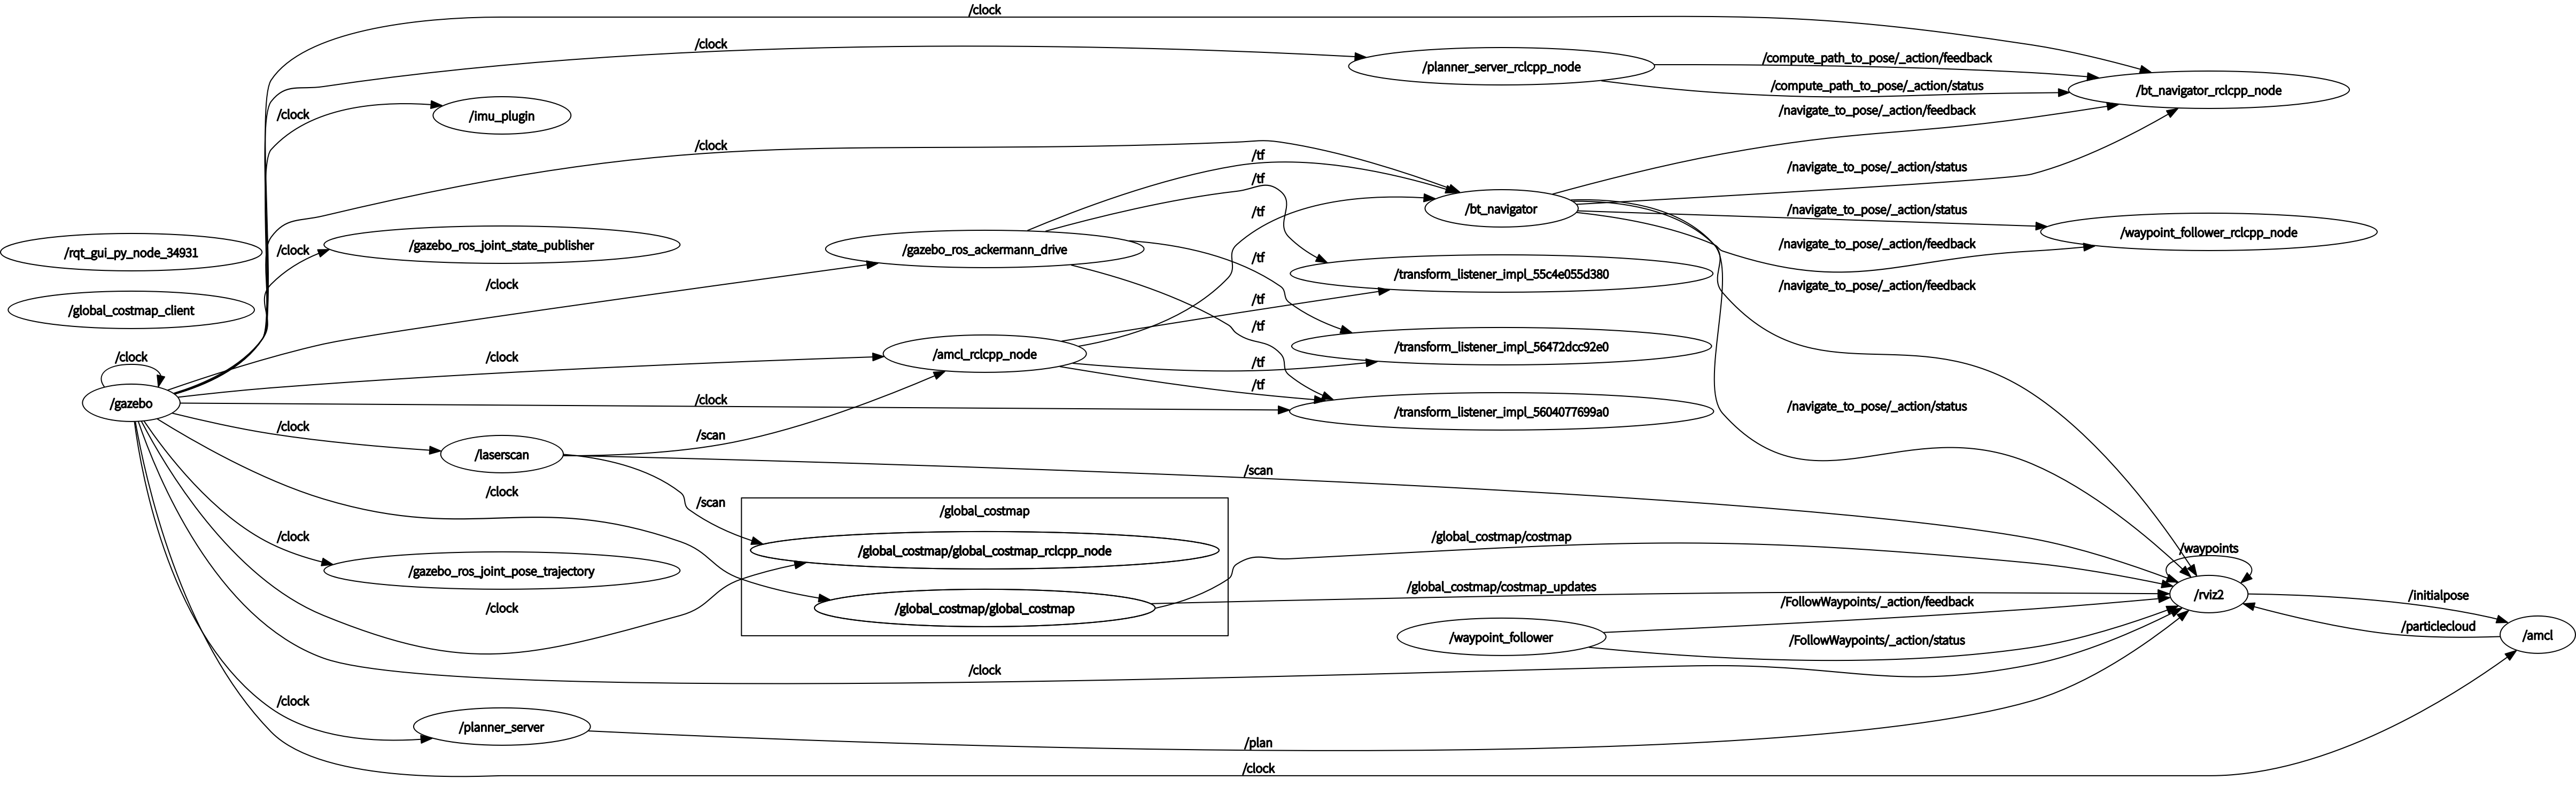 /clock
/clock
/planner_server_rclcpp_node
/compute_path_to_pose/_action/feedback
/compute_path_to_pose/_action/status
/bt_navigator_rclcpp_node
/clock
/imu_plugin
/navigate_to_pose/_action/feedback
/clock
/tf
/navigate_to_pose/_action/status
/tf
/bt_navigator
/tf
/navigate_to_pose/_action/status
/waypoint_follower_rclcpp_node
/rqt_gui_py_node_34931
/clock
/gazebo_ros_joint_state_publisher
/gazebo_ros_ackermann_drive
/navigate_to_pose/_action/feedback
/tf
/transform_listener_impl_55c4e055d380
/clock
/navigate_to_pose/_action/feedback
/tf
/global_costmap_client
/tf
/clock
/clock
/amcl_rclcpp_node
/tf
/transform_listener_impl_56472dcc92e0
/tf
/gazebo
/clock
/transform_listener_impl_5604077699a0
/navigate_to_pose/_action/status
/clock
/scan
/laserscan
/scan
/clock
/scan
/global_costmap
/clock
/global_costmap/global_costmap_rclcpp_node
/global_costmap/costmap
/waypoints
/gazebo_ros_joint_pose_trajectory
/global_costmap/costmap_updates
/clock
/global_costmap/global_costmap
/FollowWaypoints/_action/feedback
/rviz2
/initialpose
/waypoint_follower
/FollowWaypoints/_action/status
/particlecloud
/amcl
/clock
/clock
/planner_server
/plan
/clock